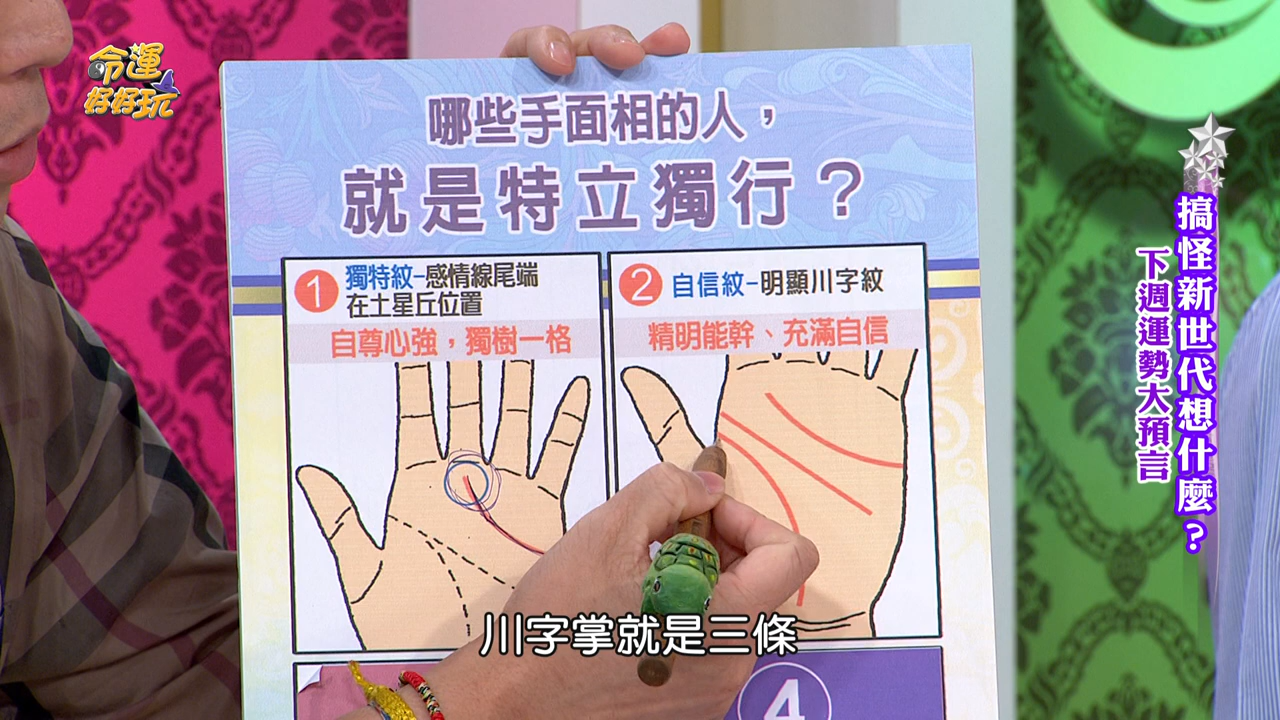 命運
好好玩
哪些手面相的人，
就是特立獨行？
1
獨特紋-感情線尾端
在土星丘位置
自尊心強，獨樹一格
2
自信紋-明顯川字紋
精明能幹、充滿自信
4
川字掌就是三條
搞怪新世代想什麼？
下週運勢大預言